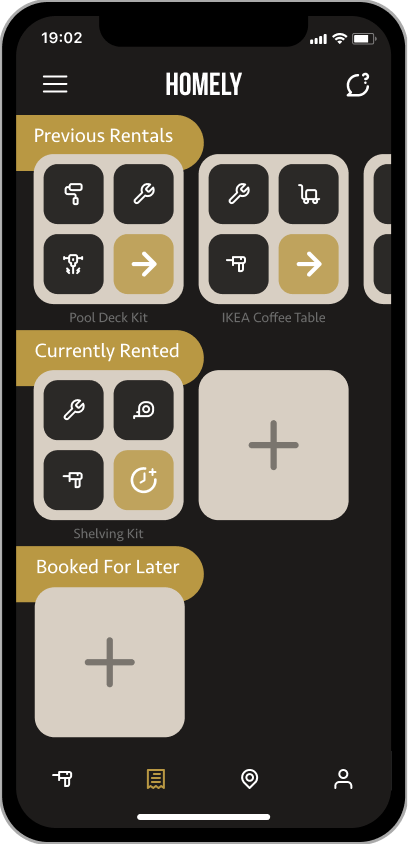 19:02
HOMELY
Previous Rentals
Pool Deck Kit
IKEA Coffee Table
Currently Rented
Shelving Kit
Booked For Later